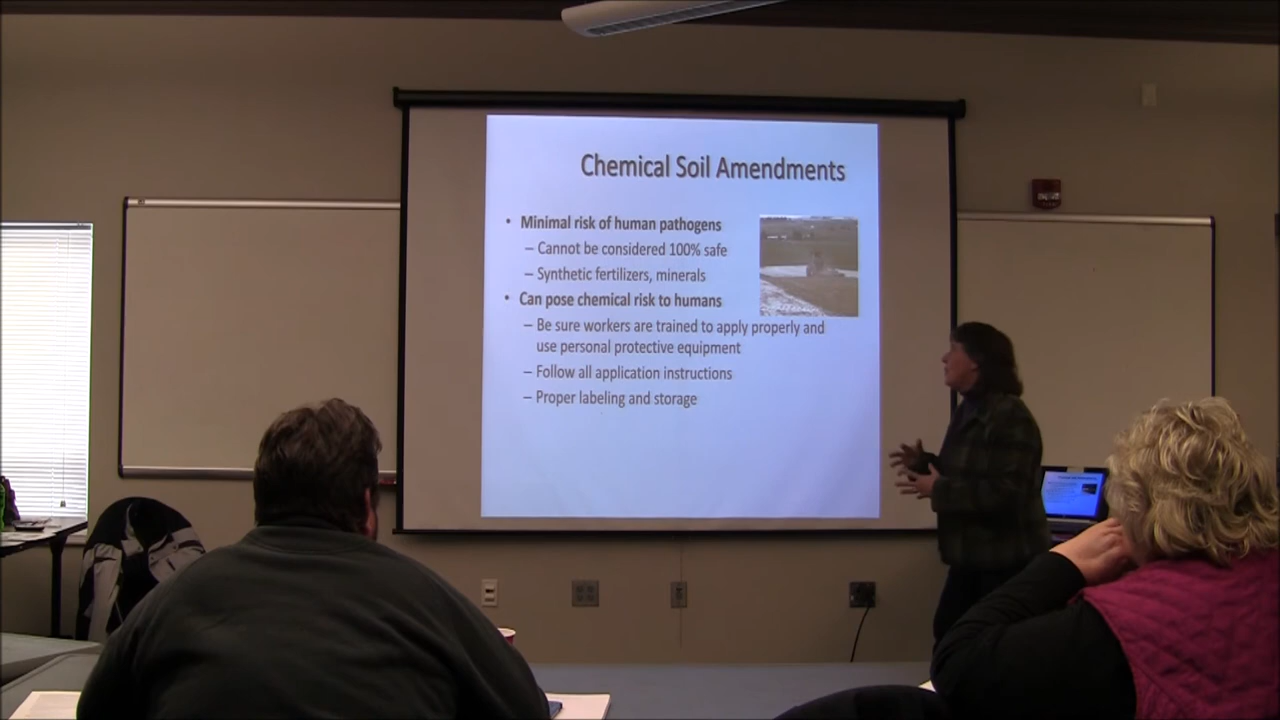 Chemical Soil Amendments
• Minimal risk of human pathogens
– Cannot be considered 100% safe
– Synthetic fertilizers, minerals
• Can pose chemical risk to humans
– Be sure workers are trained to apply properly and
use personal protective equipment
– Follow all application instructions
– Proper labeling and storage